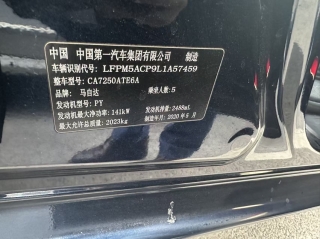 中国 中国第一汽车集团有限公司 制造
车辆识别代号: LFPM5ACP9L1A57459
整车型号: CA7250ATE6A
品牌: 马自达 乘坐人数: 5
发动机型号: PY 发动机排量: 2488mL
发动机最大净功率: 141kW 制造年月: 2020年5月
最大允许总质量: 2023kg